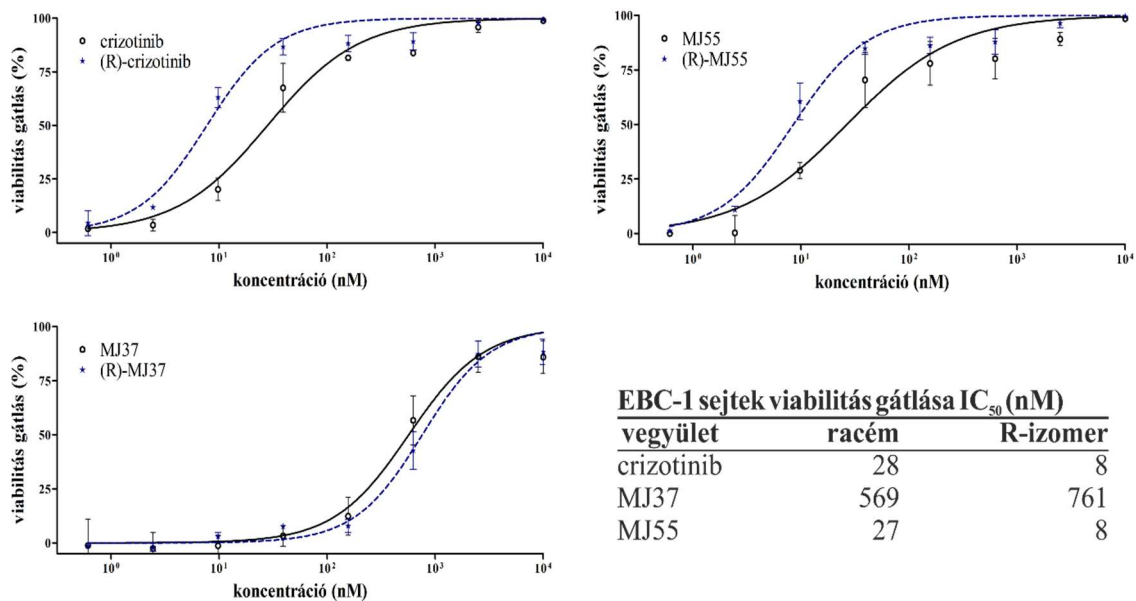 100
75
50
25
0
viabilitás gátlás (%)
crizotinib
(R)-crizotinib
10⁰ 10¹ 10² 10³ 10⁴
koncentráció (nM)
100
75
50
25
0
viabilitás gátlás (%)
MJ55
(R)-MJ55
10⁰ 10¹ 10² 10³ 10⁴
koncentráció (nM)
100
75
50
25
0
viabilitás gátlás (%)
MJ37
(R)-MJ37
10⁰ 10¹ 10² 10³ 10⁴
koncentráció (nM)
EBC-1 sejtek viabilitás gátlása IC₅₀ (nM)
vegyület racém R-izomer
crizotinib 28 8
MJ37 569 761
MJ55 27 8